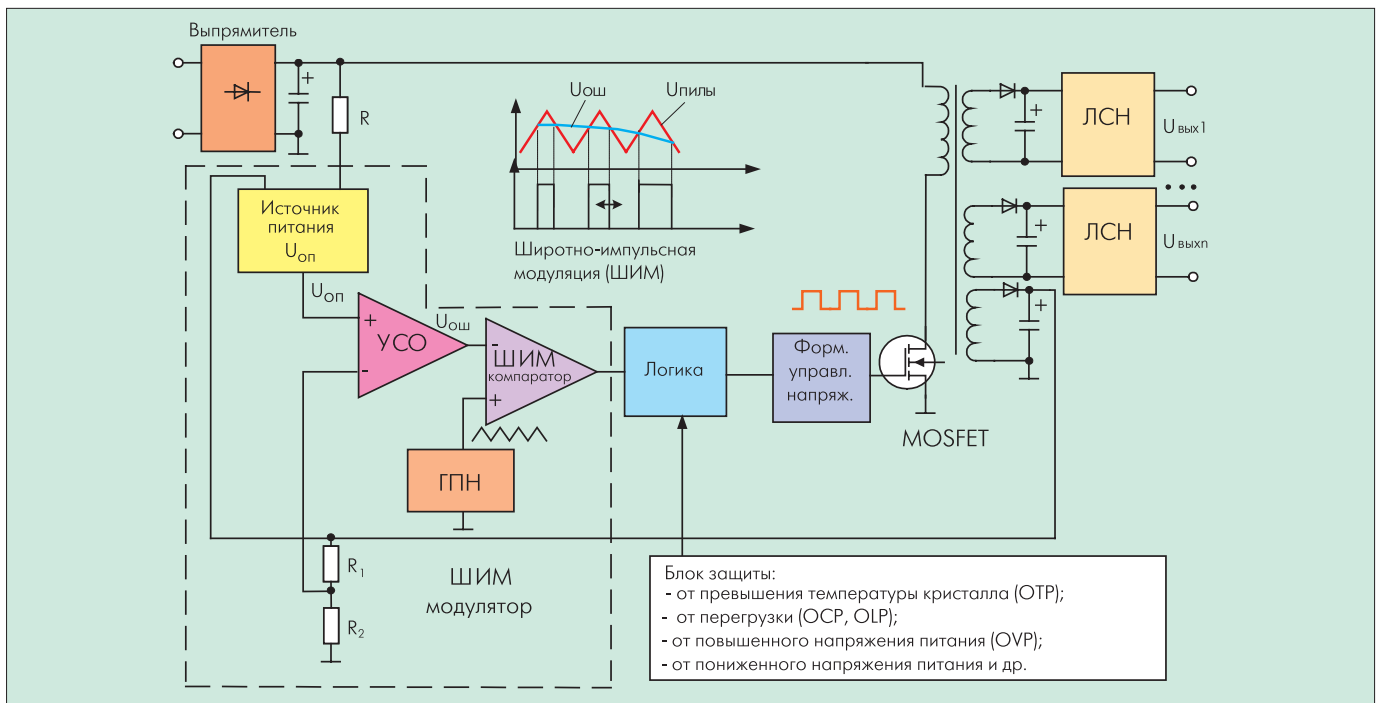 Выпрямитель
+
R
Uош
Uпилы
Широтно-импульсная
модуляция (ШИМ)
+
ЛСН
Uвых1
...
+
ЛСН
Uвыхn
+
Источник
питания
Uоп
Uоп
+
УСО
-
Uош
-
ШИМ
компаратор
+
ГПН
Логика
Форм.
управл.
напряж.
MOSFET
R1
R2
ШИМ
модулятор
Блок защиты:
- от превышения температуры кристалла (OTP);
- от перегрузки (OCP, OLP);
- от повышенного напряжения питания (OVP);
- от пониженного напряжения питания и др.